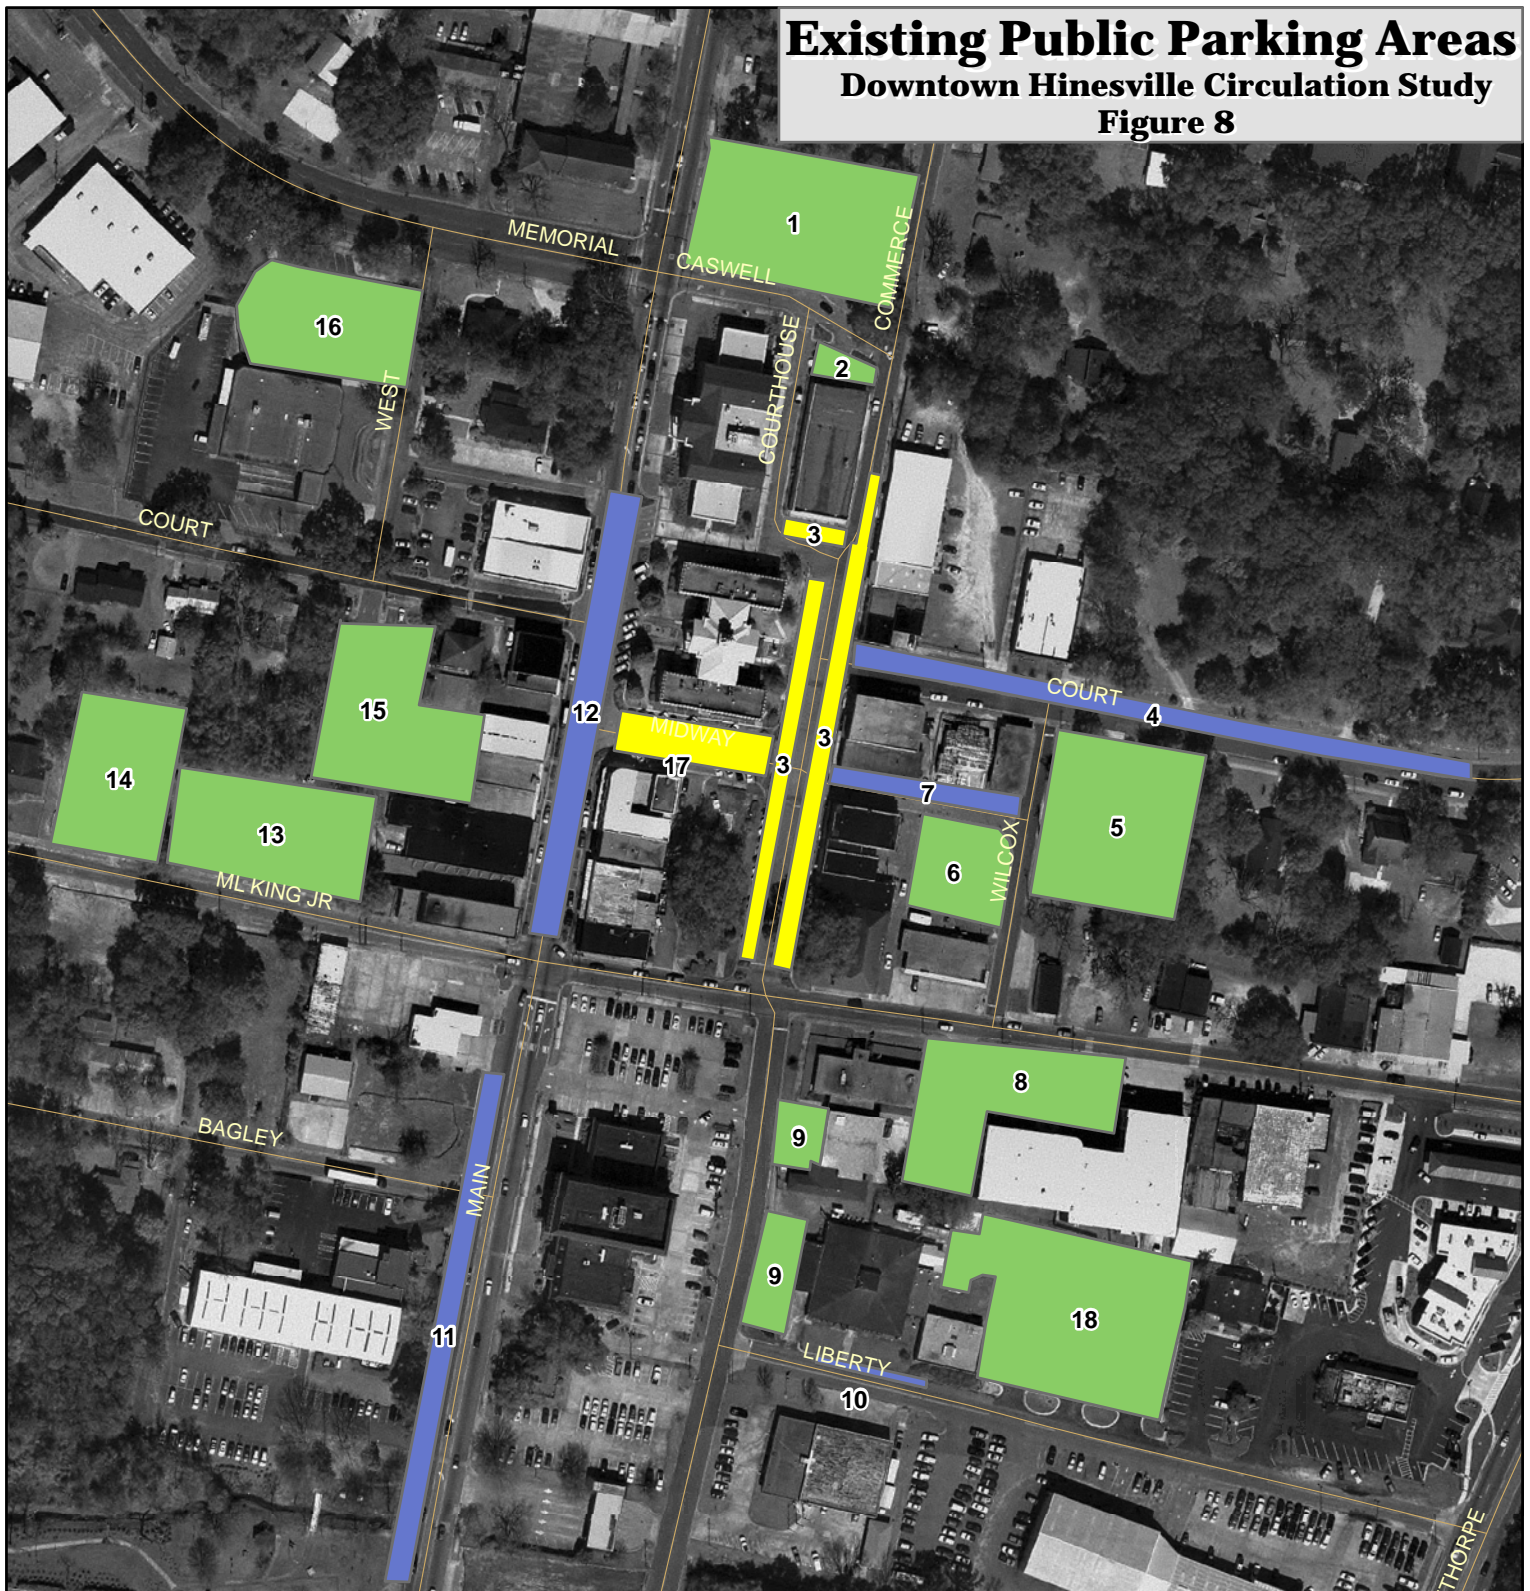 Existing Public Parking Areas
Downtown Hinesville Circulation Study
Figure 8
1
MEMORIAL
CASWELL
COMMERCE
16
COURTHOUSE
2
WEST
COURT
3
COURT
4
15
12
MIDWAY
17
3
3
14
7
13
5
6
WILCOX
ML KING JR
8
9
BAGLEY
MAIN
9
18
11
LIBERTY
10
THORPE